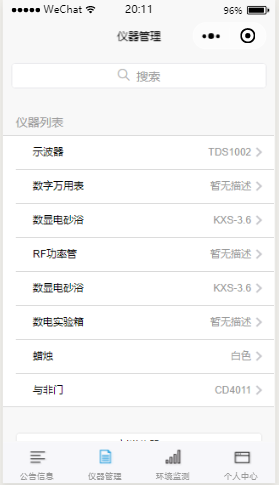 WeChat 20:11 96%
仪器管理
搜索
仪器列表
示波器 TDS1002
数字万用表 暂无描述
数显电砂浴 KXS-3.6
RF功率管 暂无描述
数显电砂浴 KXS-3.6
数电实验箱 暂无描述
蜡烛 白色
与非门 CD4011
公告信息 仪器管理 环境监测 个人中心